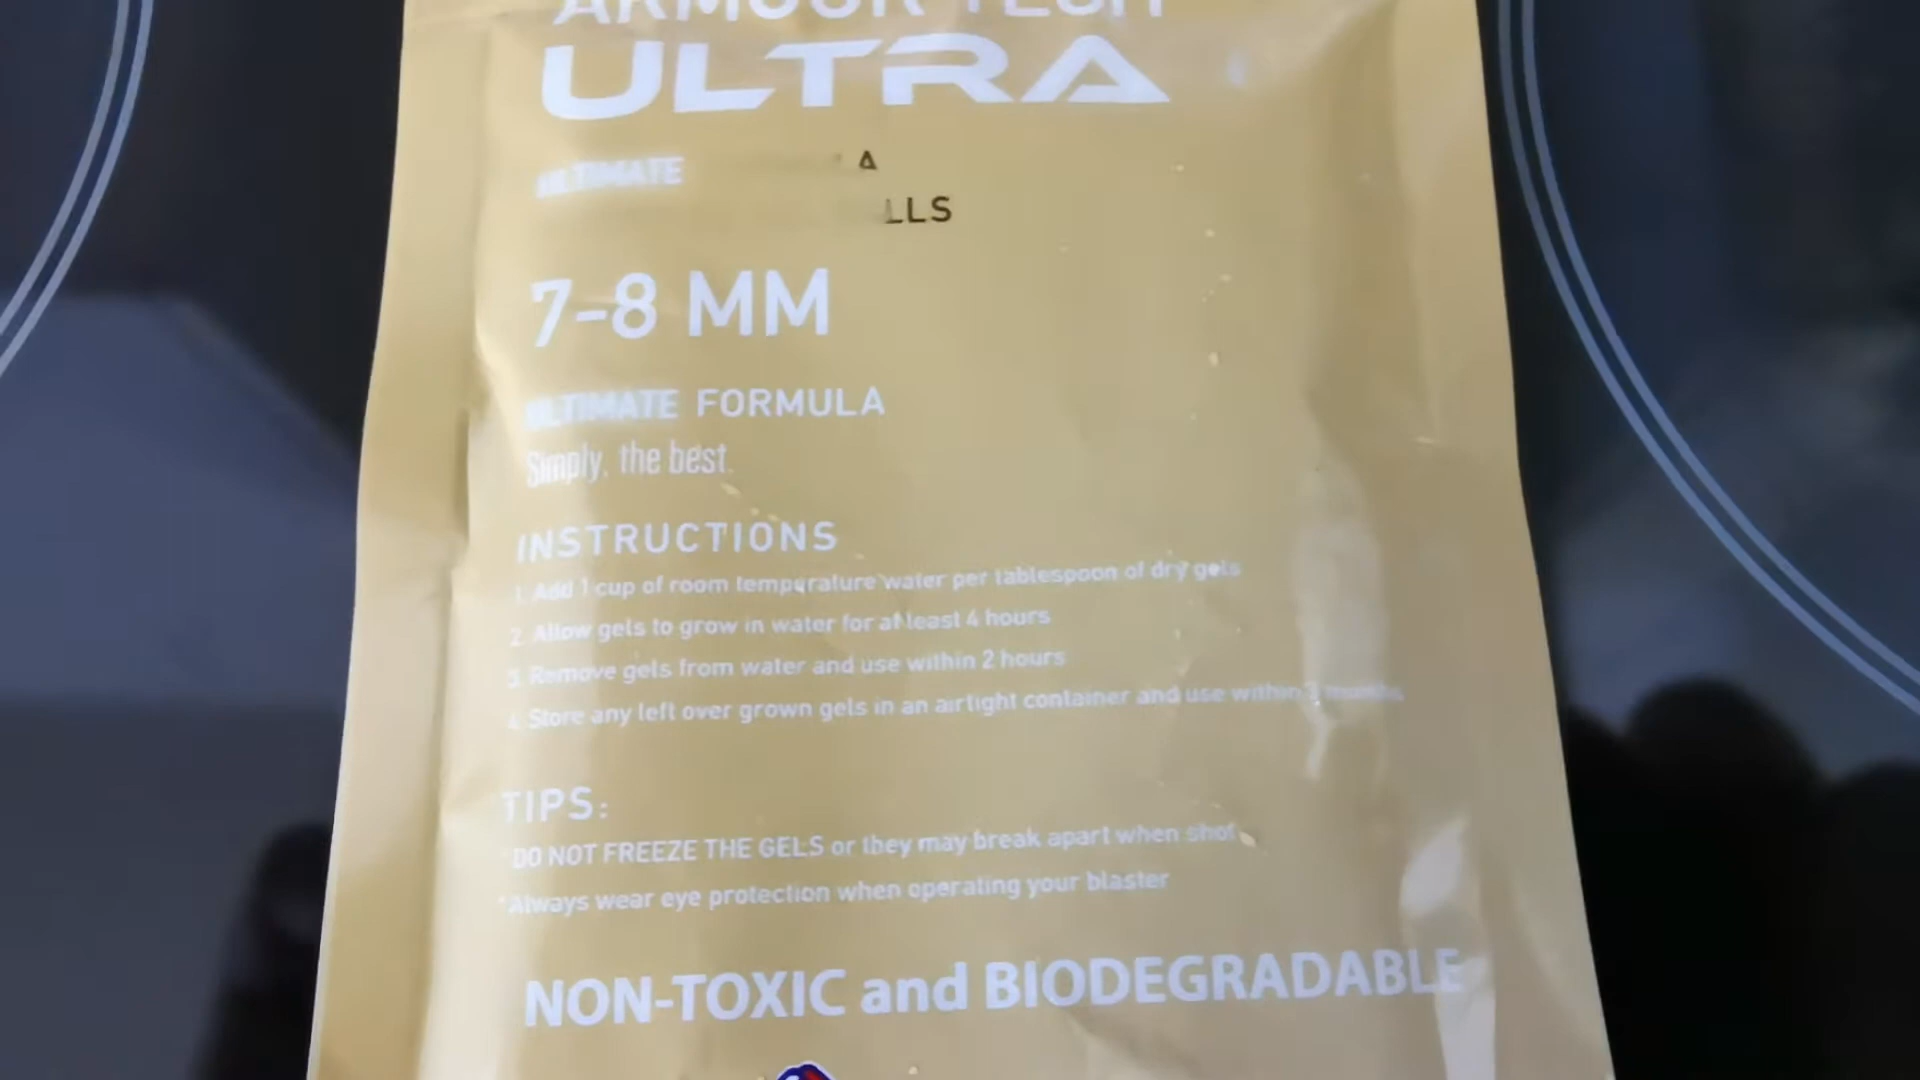 ARMOUR TECH
ULTRA
ULTIMATE
A
LLS
7-8 MM
ULTIMATE FORMULA
Simply, the best.
INSTRUCTIONS
1. Add 1 cup of room temperature water per tablespoon of dry gels
2. Allow gels to grow in water for at least 4 hours
3. Remove gels from water and use within 2 hours
4. Store any left over grown gels in an airtight container and use within
TIPS:
*DO NOT FREEZE THE GELS or they may break apart when shot
*Always wear eye protection when operating your blaster
NON-TOXIC and BIODEGRADABLE